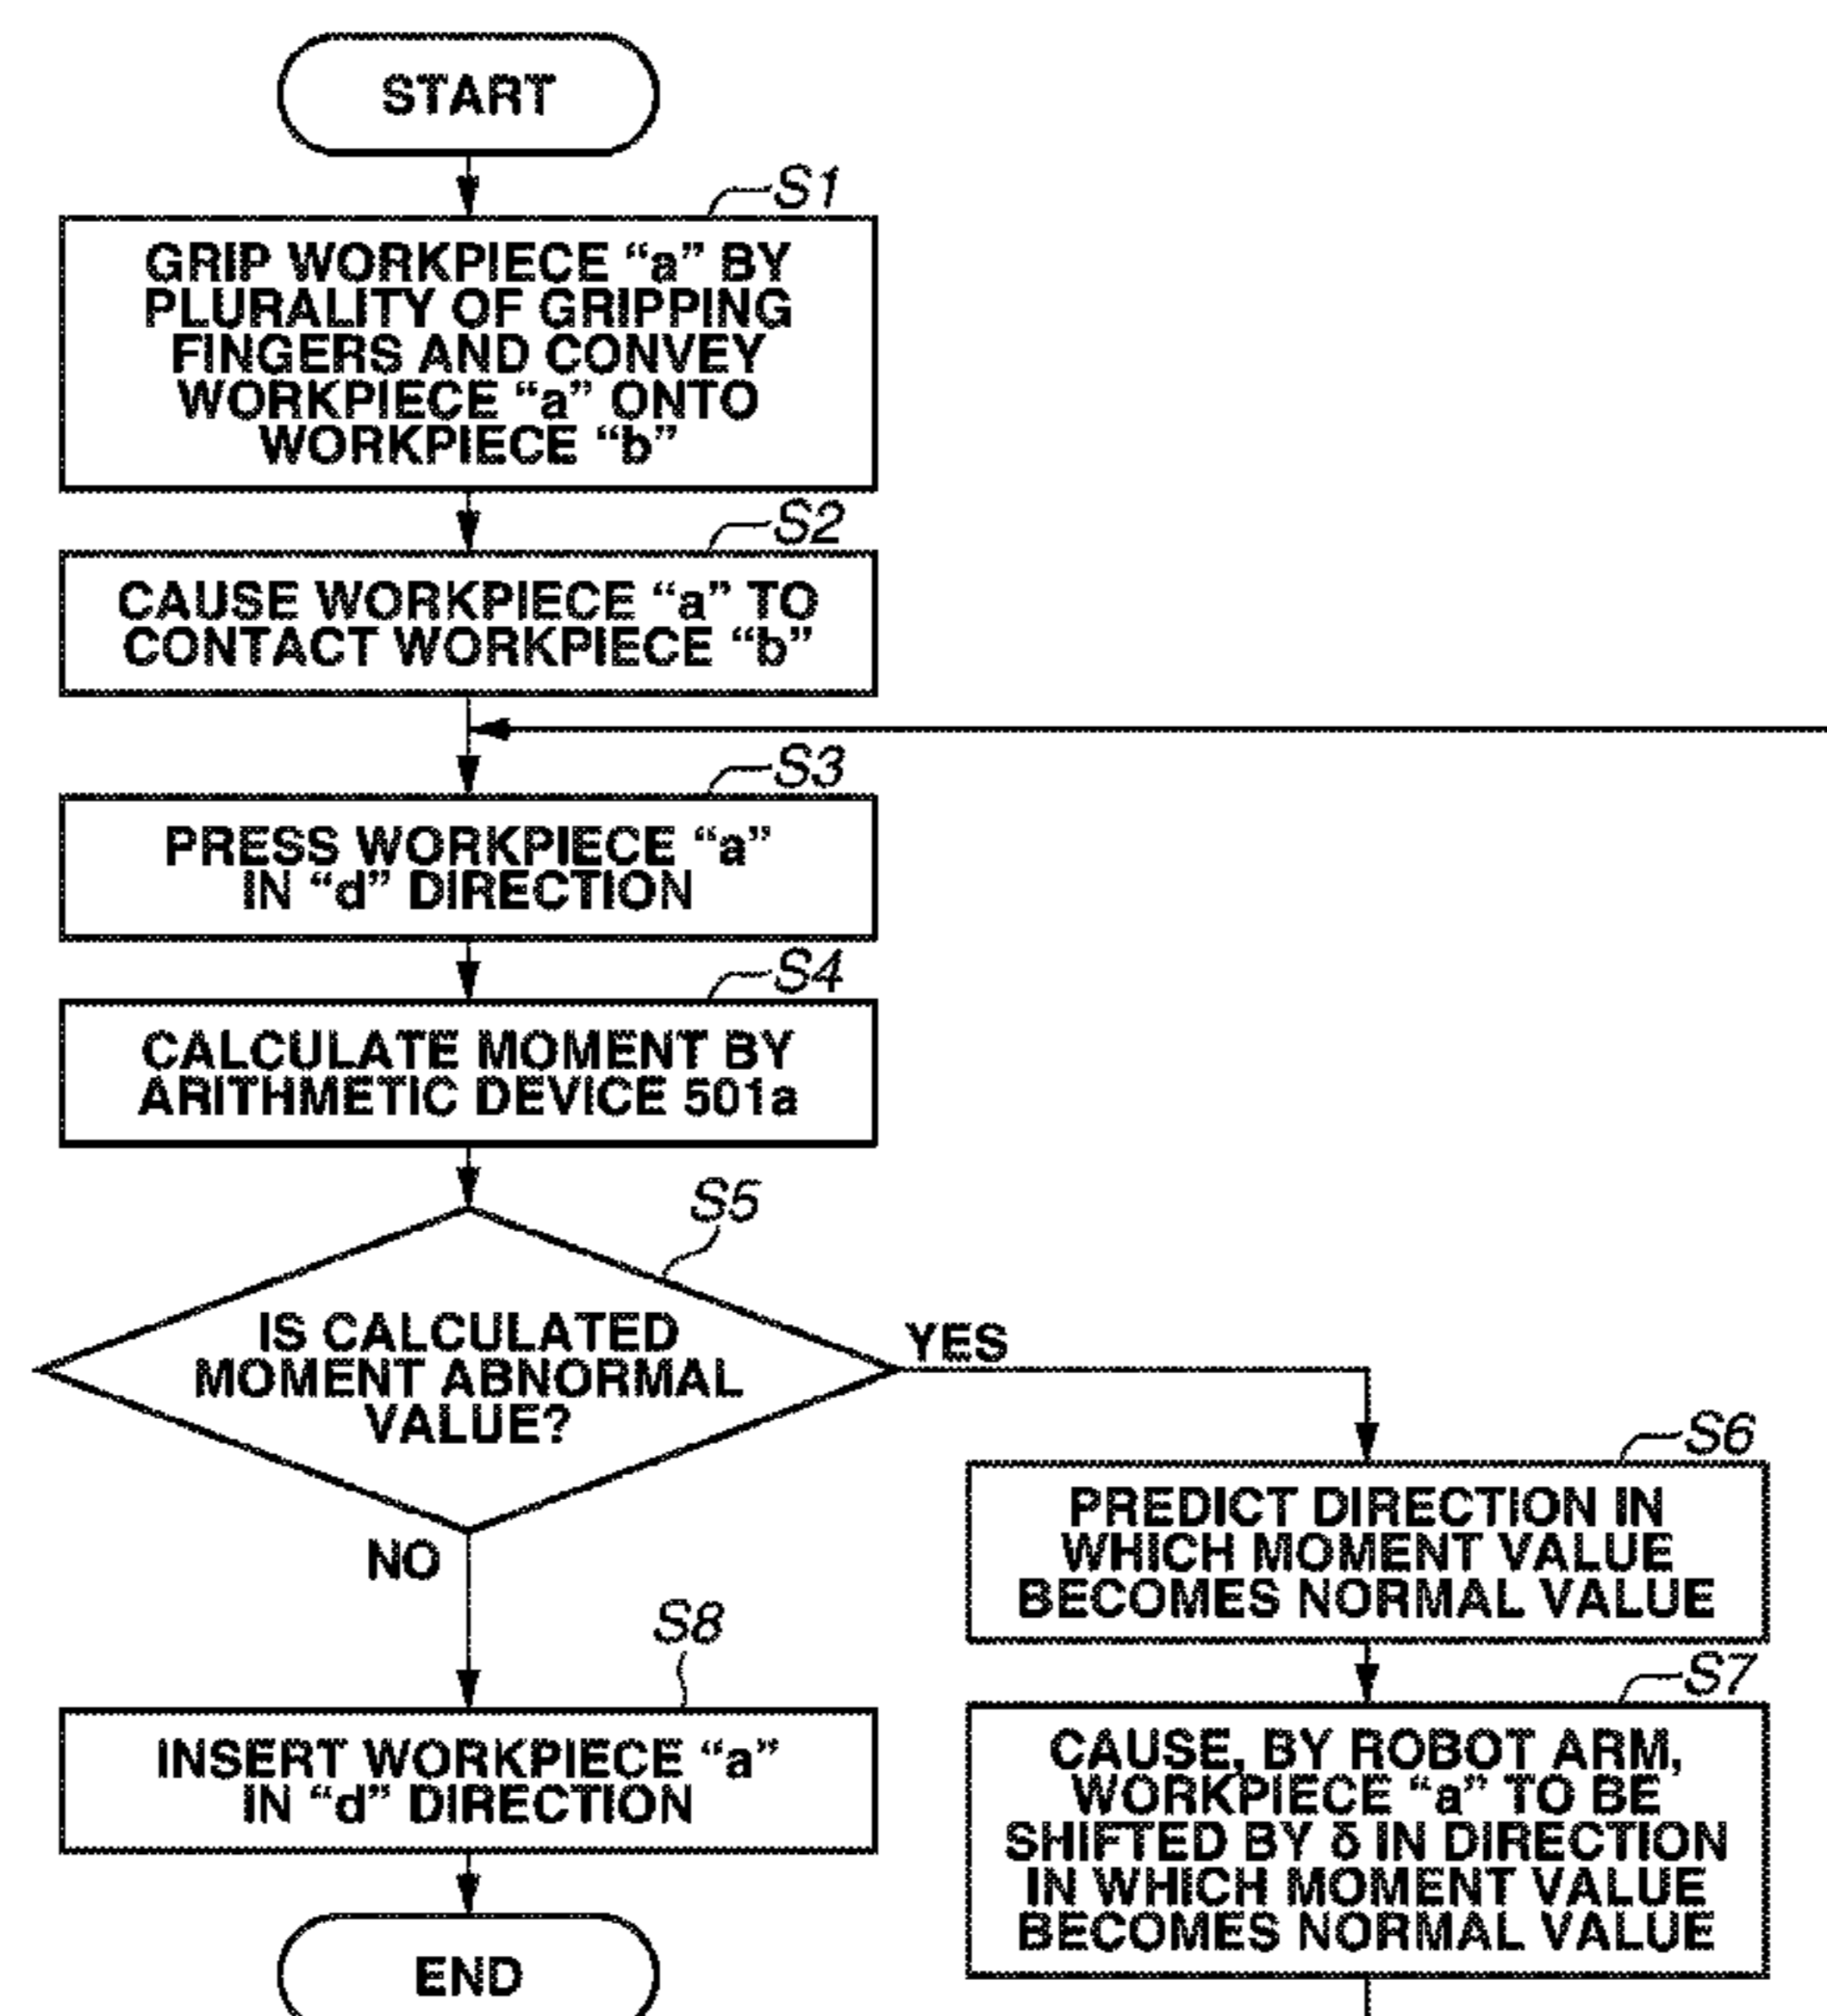 START
S1
GRIP WORKPIECE “a” BY
PLURALITY OF GRIPPING
FINGERS AND CONVEY
WORKPIECE “a” ONTO
WORKPIECE “b”
S2
CAUSE WORKPIECE “a” TO
CONTACT WORKPIECE “b”
S3
PRESS WORKPIECE “a”
IN “d” DIRECTION
S4
CALCULATE MOMENT BY
ARITHMETIC DEVICE 501a
S5
IS CALCULATED
MOMENT ABNORMAL
VALUE?
YES
NO
S6
PREDICT DIRECTION IN
WHICH MOMENT VALUE
BECOMES NORMAL VALUE
S7
CAUSE, BY ROBOT ARM,
WORKPIECE “a” TO BE
SHIFTED BY δ IN DIRECTION
IN WHICH MOMENT VALUE
BECOMES NORMAL VALUE
S8
INSERT WORKPIECE “a”
IN “d” DIRECTION
END